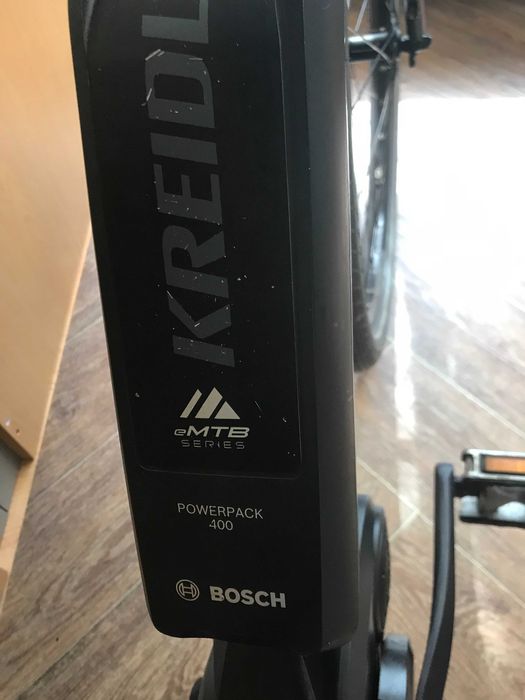 KREIDL
eMTB
SERIES
POWERPACK
400
BOSCH